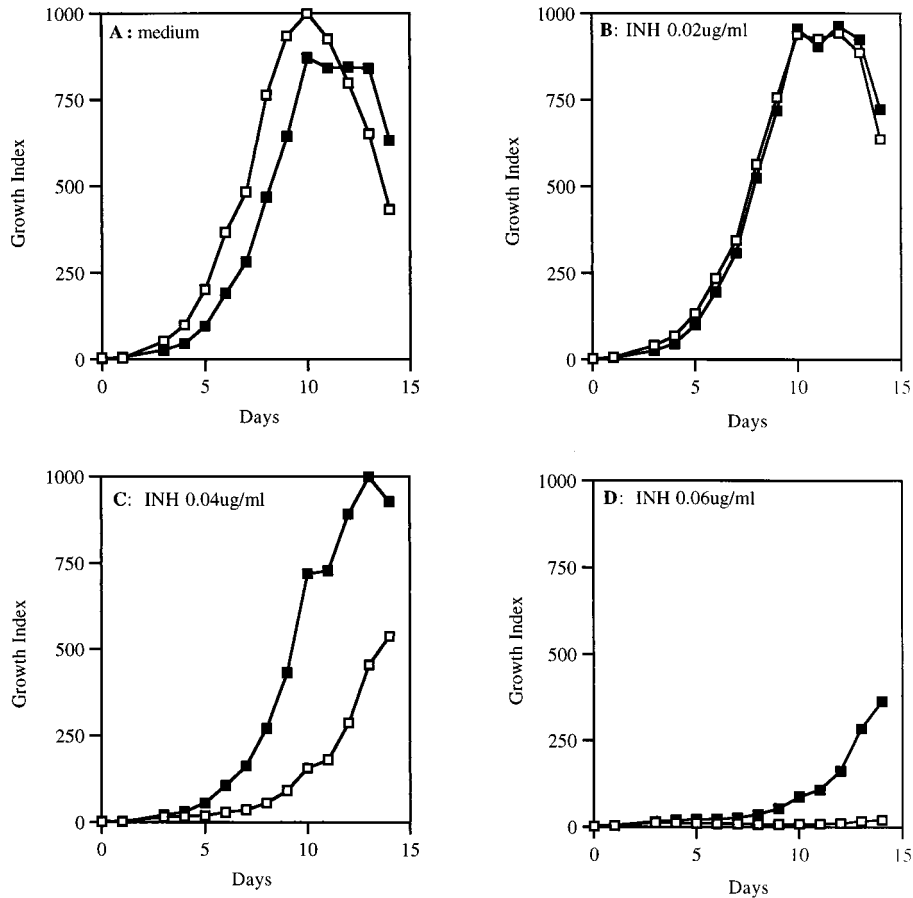 A: medium
1000
750
500
250
0
Growth Index
0 5 10 15
Days
B: INH 0.02ug/ml
1000
750
500
250
0
Growth Index
0 5 10 15
Days
C: INH 0.04ug/ml
1000
750
500
250
0
Growth Index
0 5 10 15
Days
D: INH 0.06ug/ml
1000
750
500
250
0
Growth Index
0 5 10 15
Days